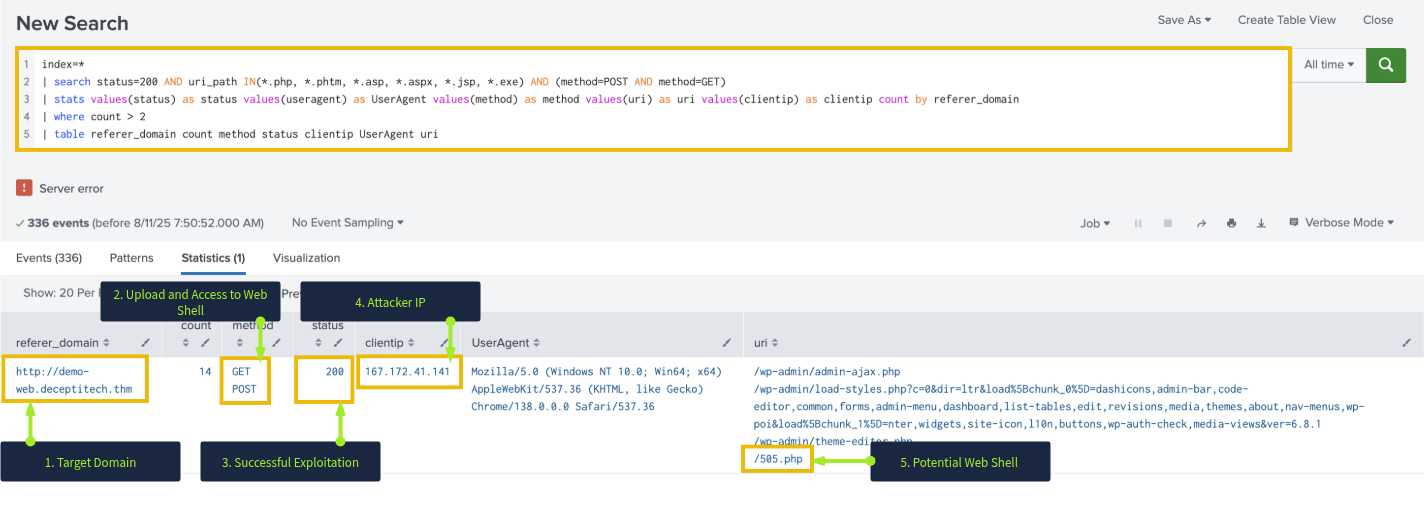 New Search
Save As ▾ Create Table View Close
1 index=*
2 | search status=200 AND uri_path IN(*.php, *.phtm, *.asp, *.aspx, *.jsp, *.exe) AND (method=POST AND method=GET)
3 | stats values(status) as status values(useragent) as UserAgent values(method) as method values(uri) as uri values(clientip) as clientip count by referer_domain
4 | where count > 2
5 | table referer_domain count method status clientip UserAgent uri
All time ▾
! Server error
✓ 336 events (before 8/11/25 7:50:52.000 AM) No Event Sampling ▾
Job ▾ Verbose Mode ▾
Events (336) Patterns Statistics (1) Visualization
Show: 20 Per
2. Upload and Access to Web
Shell
4. Attacker IP
referer_domain count method status clientip UserAgent uri
http://demo-
web.deceptitech.thm
14
GET
POST
200
167.172.41.141
Mozilla/5.0 (Windows NT 10.0; Win64; x64)
AppleWebKit/537.36 (KHTML, like Gecko)
Chrome/138.0.0.0 Safari/537.36
/wp-admin/admin-ajax.php
/wp-admin/load-styles.php?c=0&dir=ltr&load%5Bchunk_0%5D=dashicons,admin-bar,code-
editor,common,forms,admin-menu,dashboard,list-tables,edit,revisions,media,themes,about,nav-menus,wp-
poi&load%5Bchunk_1%5D=nter,widgets,site-icon,l10n,buttons,wp-auth-check,media-views&ver=6.8.1
/wp-admin/theme-editor.php
/505.php
1. Target Domain
3. Successful Exploitation
5. Potential Web Shell